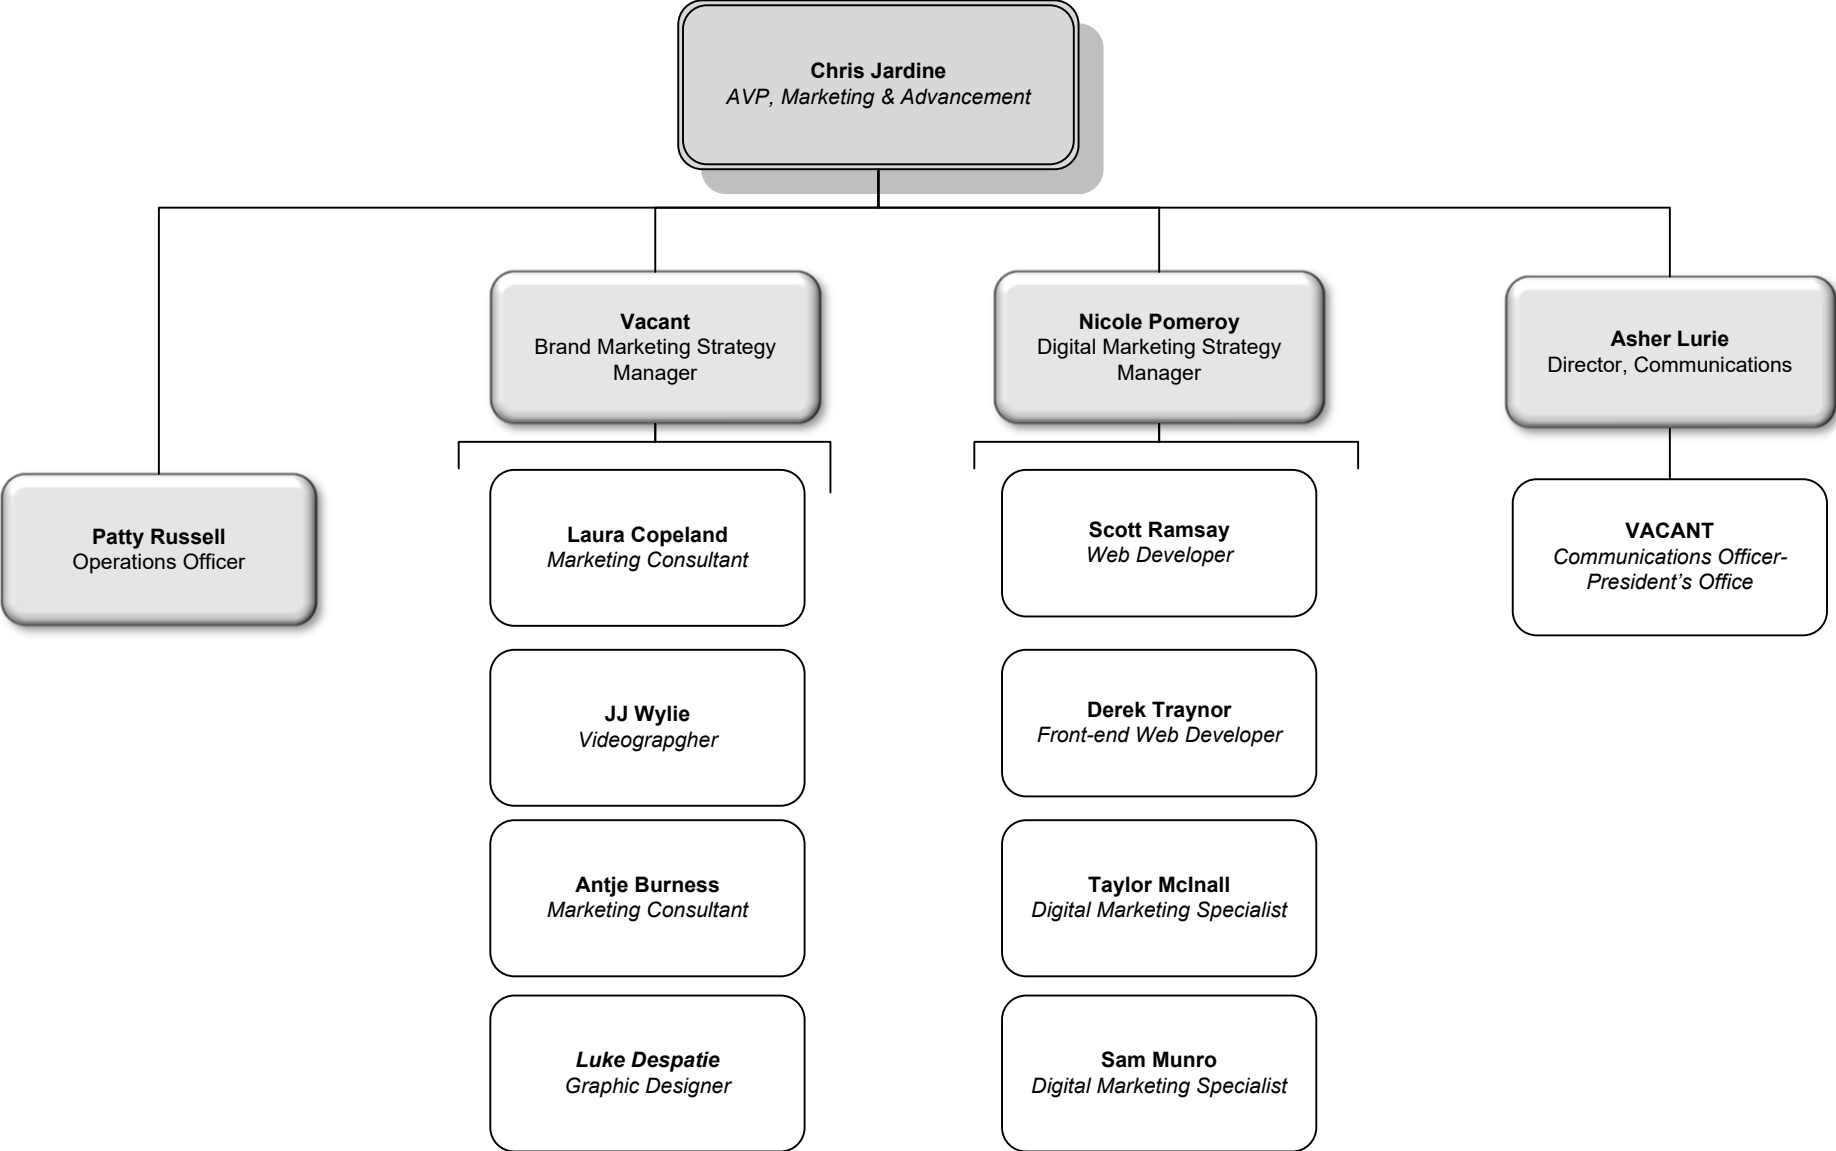 Chris Jardine
AVP, Marketing & Advancement
Vacant
Brand Marketing Strategy
Manager
Nicole Pomeroy
Digital Marketing Strategy
Manager
Asher Lurie
Director, Communications
Patty Russell
Operations Officer
Laura Copeland
Marketing Consultant
Scott Ramsay
Web Developer
VACANT
Communications Officer-
President’s Office
JJ Wylie
Videograpgher
Derek Traynor
Front-end Web Developer
Antje Burness
Marketing Consultant
Taylor McInall
Digital Marketing Specialist
Luke Despatie
Graphic Designer
Sam Munro
Digital Marketing Specialist